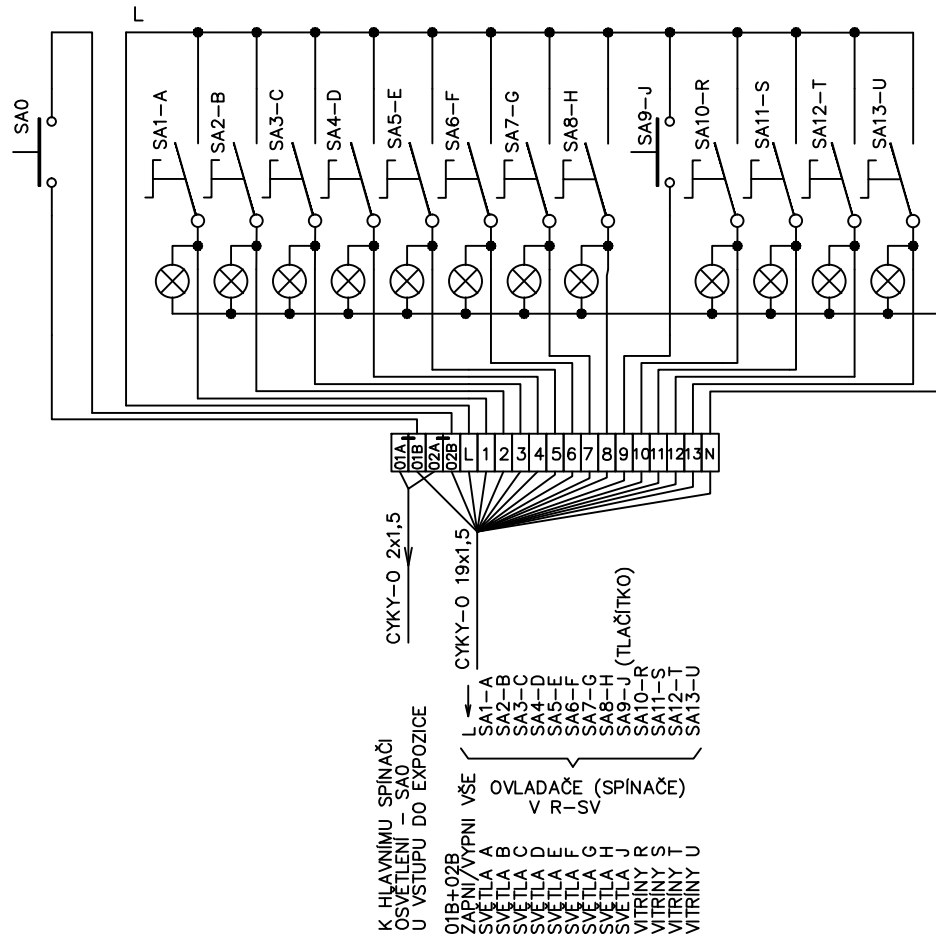 L
SA0
SA1-A
SA2-B
SA3-C
SA4-D
SA5-E
SA6-F
SA7-G
SA8-H
SA9-J
SA10-R
SA11-S
SA12-T
SA13-U
01A
01B
02A
02B
L
1
2
3
4
5
6
7
8
9
10
11
12
13
N
CYKY-O 2x1,5
CYKY-O 19x1,5
K HLAVNÍMU SPÍNAČI
OSVĚTLENÍ - SA0
U VSTUPU DO EXPOZICE
L
SA1-A
SA2-B
SA3-C
SA4-D
SA5-E
SA6-F
SA7-G
SA8-H
SA9-J (TLAČÍTKO)
SA10-R
SA11-S
SA12-T
SA13-U
OVLADAČE (SPÍNAČE)
V R-SV
01B+02B
ZAPNI/VYPNI VŠE
SVĚTLA A
SVĚTLA B
SVĚTLA C
SVĚTLA D
SVĚTLA E
SVĚTLA F
SVĚTLA G
SVĚTLA H
SVĚTLA J
VITRÍNY R
VITRÍNY S
VITRÍNY T
VITRÍNY U